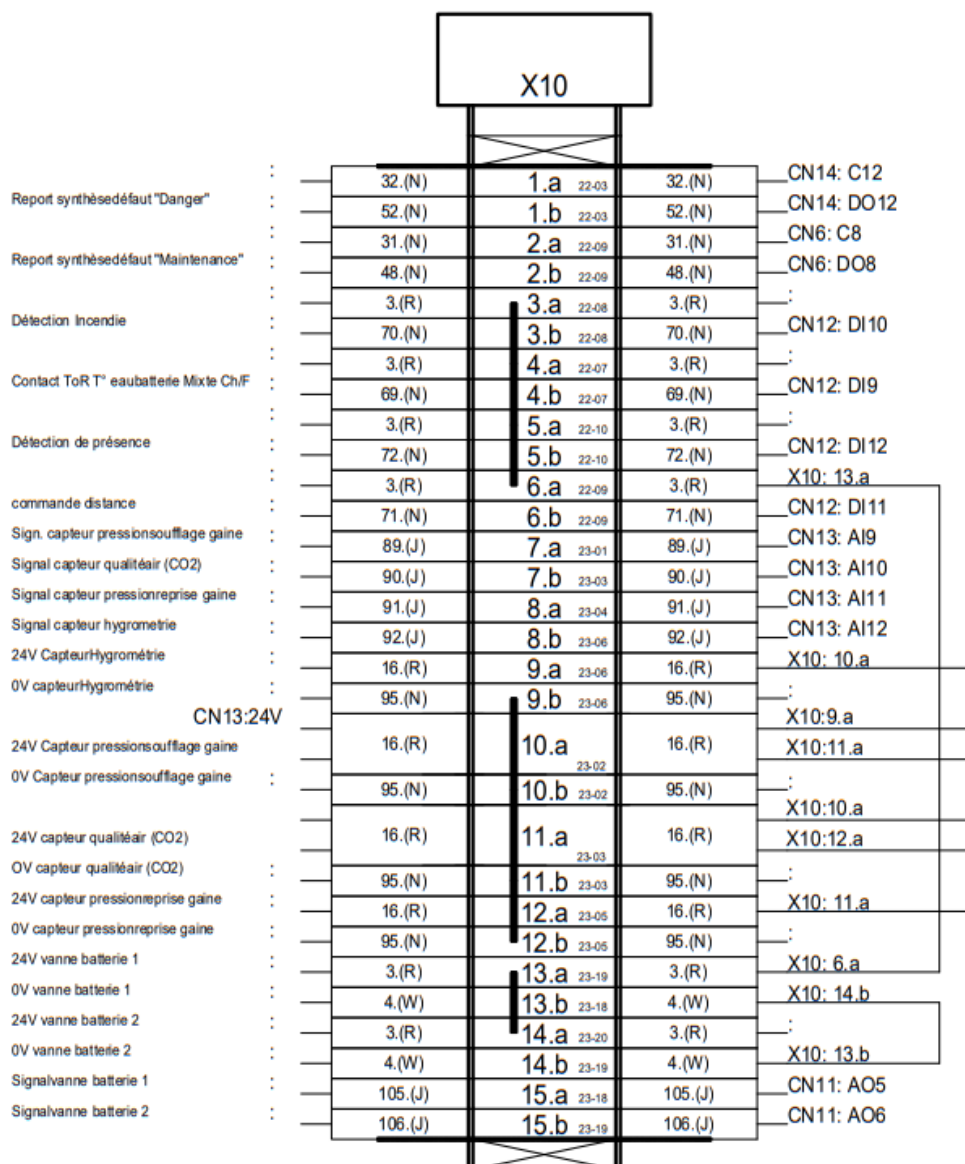 X10
: 32.(N) 1.a 22-03 32.(N) CN14: C12
Report synthèsedéfaut "Danger" : 52.(N) 1.b 22-03 52.(N) CN14: DO12
: 31.(N) 2.a 22-09 31.(N) CN6: C8
Report synthèsedéfaut "Maintenance" : 48.(N) 2.b 22-09 48.(N) CN6: DO8
: 3.(R) 3.a 22-08 3.(R) :
Détection Incendie : 70.(N) 3.b 22-08 70.(N) CN12: DI10
: 3.(R) 4.a 22-07 3.(R) :
Contact ToR T° eaubatterie Mixte Ch/F : 69.(N) 4.b 22-07 69.(N) CN12: DI9
: 3.(R) 5.a 22-10 3.(R) :
Détection de présence : 72.(N) 5.b 22-10 72.(N) CN12: DI12
: 3.(R) 6.a 22-09 3.(R) X10: 13.a
commande distance : 71.(N) 6.b 22-09 71.(N) CN12: DI11
Sign. capteur pressionsoufflage gaine : 89.(J) 7.a 23-01 89.(J) CN13: AI9
Signal capteur qualitéair (CO2) : 90.(J) 7.b 23-03 90.(J) CN13: AI10
Signal capteur pressionreprise gaine : 91.(J) 8.a 23-04 91.(J) CN13: AI11
Signal capteur hygrometrie : 92.(J) 8.b 23-06 92.(J) CN13: AI12
24V CapteurHygrométrie : 16.(R) 9.a 23-06 16.(R) X10: 10.a
0V capteurHygrométrie : 95.(N) 9.b 23-06 95.(N) :
CN13:24V X10:9.a
24V Capteur pressionsoufflage gaine 16.(R) 10.a 23-02 16.(R) X10:11.a
0V Capteur pressionsoufflage gaine : 95.(N) 10.b 23-02 95.(N) :
X10:10.a
24V capteur qualitéair (CO2) 16.(R) 11.a 23-03 16.(R) X10:12.a
OV capteur qualitéair (CO2) : 95.(N) 11.b 23-03 95.(N) :
24V capteur pressionreprise gaine : 16.(R) 12.a 23-05 16.(R) X10: 11.a
0V capteur pressionreprise gaine : 95.(N) 12.b 23-05 95.(N) :
24V vanne batterie 1 : 3.(R) 13.a 23-19 3.(R) X10: 6.a
0V vanne batterie 1 : 4.(W) 13.b 23-18 4.(W) X10: 14.b
24V vanne batterie 2 : 3.(R) 14.a 23-20 3.(R) :
0V vanne batterie 2 : 4.(W) 14.b 23-19 4.(W) X10: 13.b
Signalvanne batterie 1 : 105.(J) 15.a 23-18 105.(J) CN11: AO5
Signalvanne batterie 2 : 106.(J) 15.b 23-19 106.(J) CN11: AO6